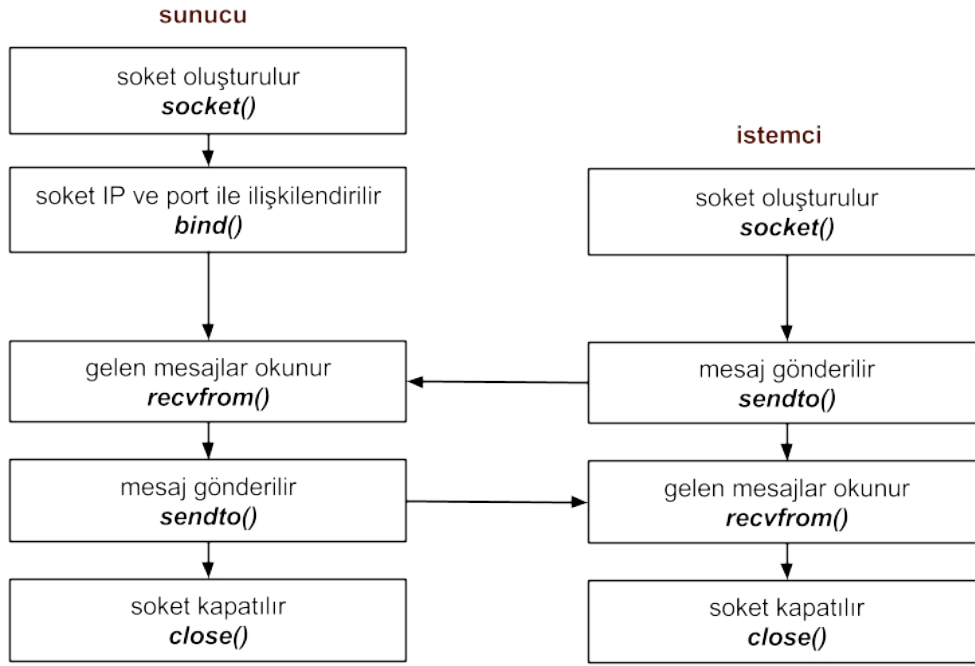 sunucu
soket oluşturulur
socket()
soket IP ve port ile ilişkilendirilir
bind()
gelen mesajlar okunur
recvfrom()
mesaj gönderilir
sendto()
soket kapatılır
close()
istemci
soket oluşturulur
socket()
mesaj gönderilir
sendto()
gelen mesajlar okunur
recvfrom()
soket kapatılır
close()